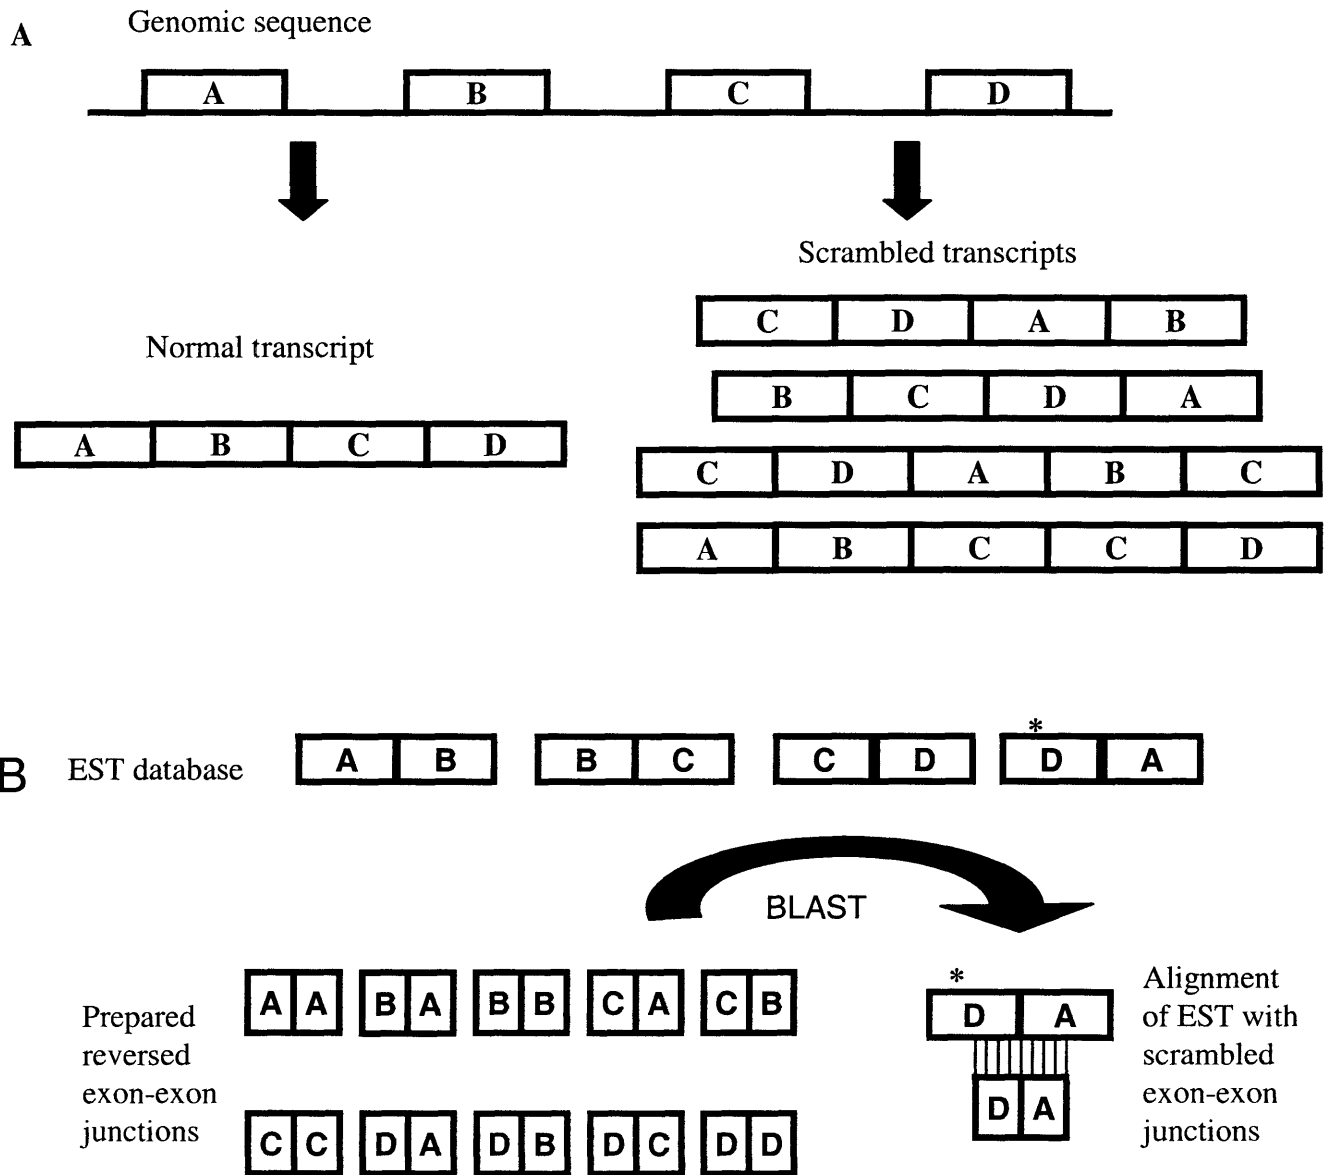 A
Genomic sequence
A B C D
Scrambled transcripts
C D A B
Normal transcript
B C D A
A B C D
C D A B C
A B C C D
B
EST database
A B B C C D * D A
BLAST
Prepared
reversed
exon-exon
junctions
A A B A B B C A C B
C C D A D B D C D D
*
D A
D A
Alignment
of EST with
scrambled
exon-exon
junctions